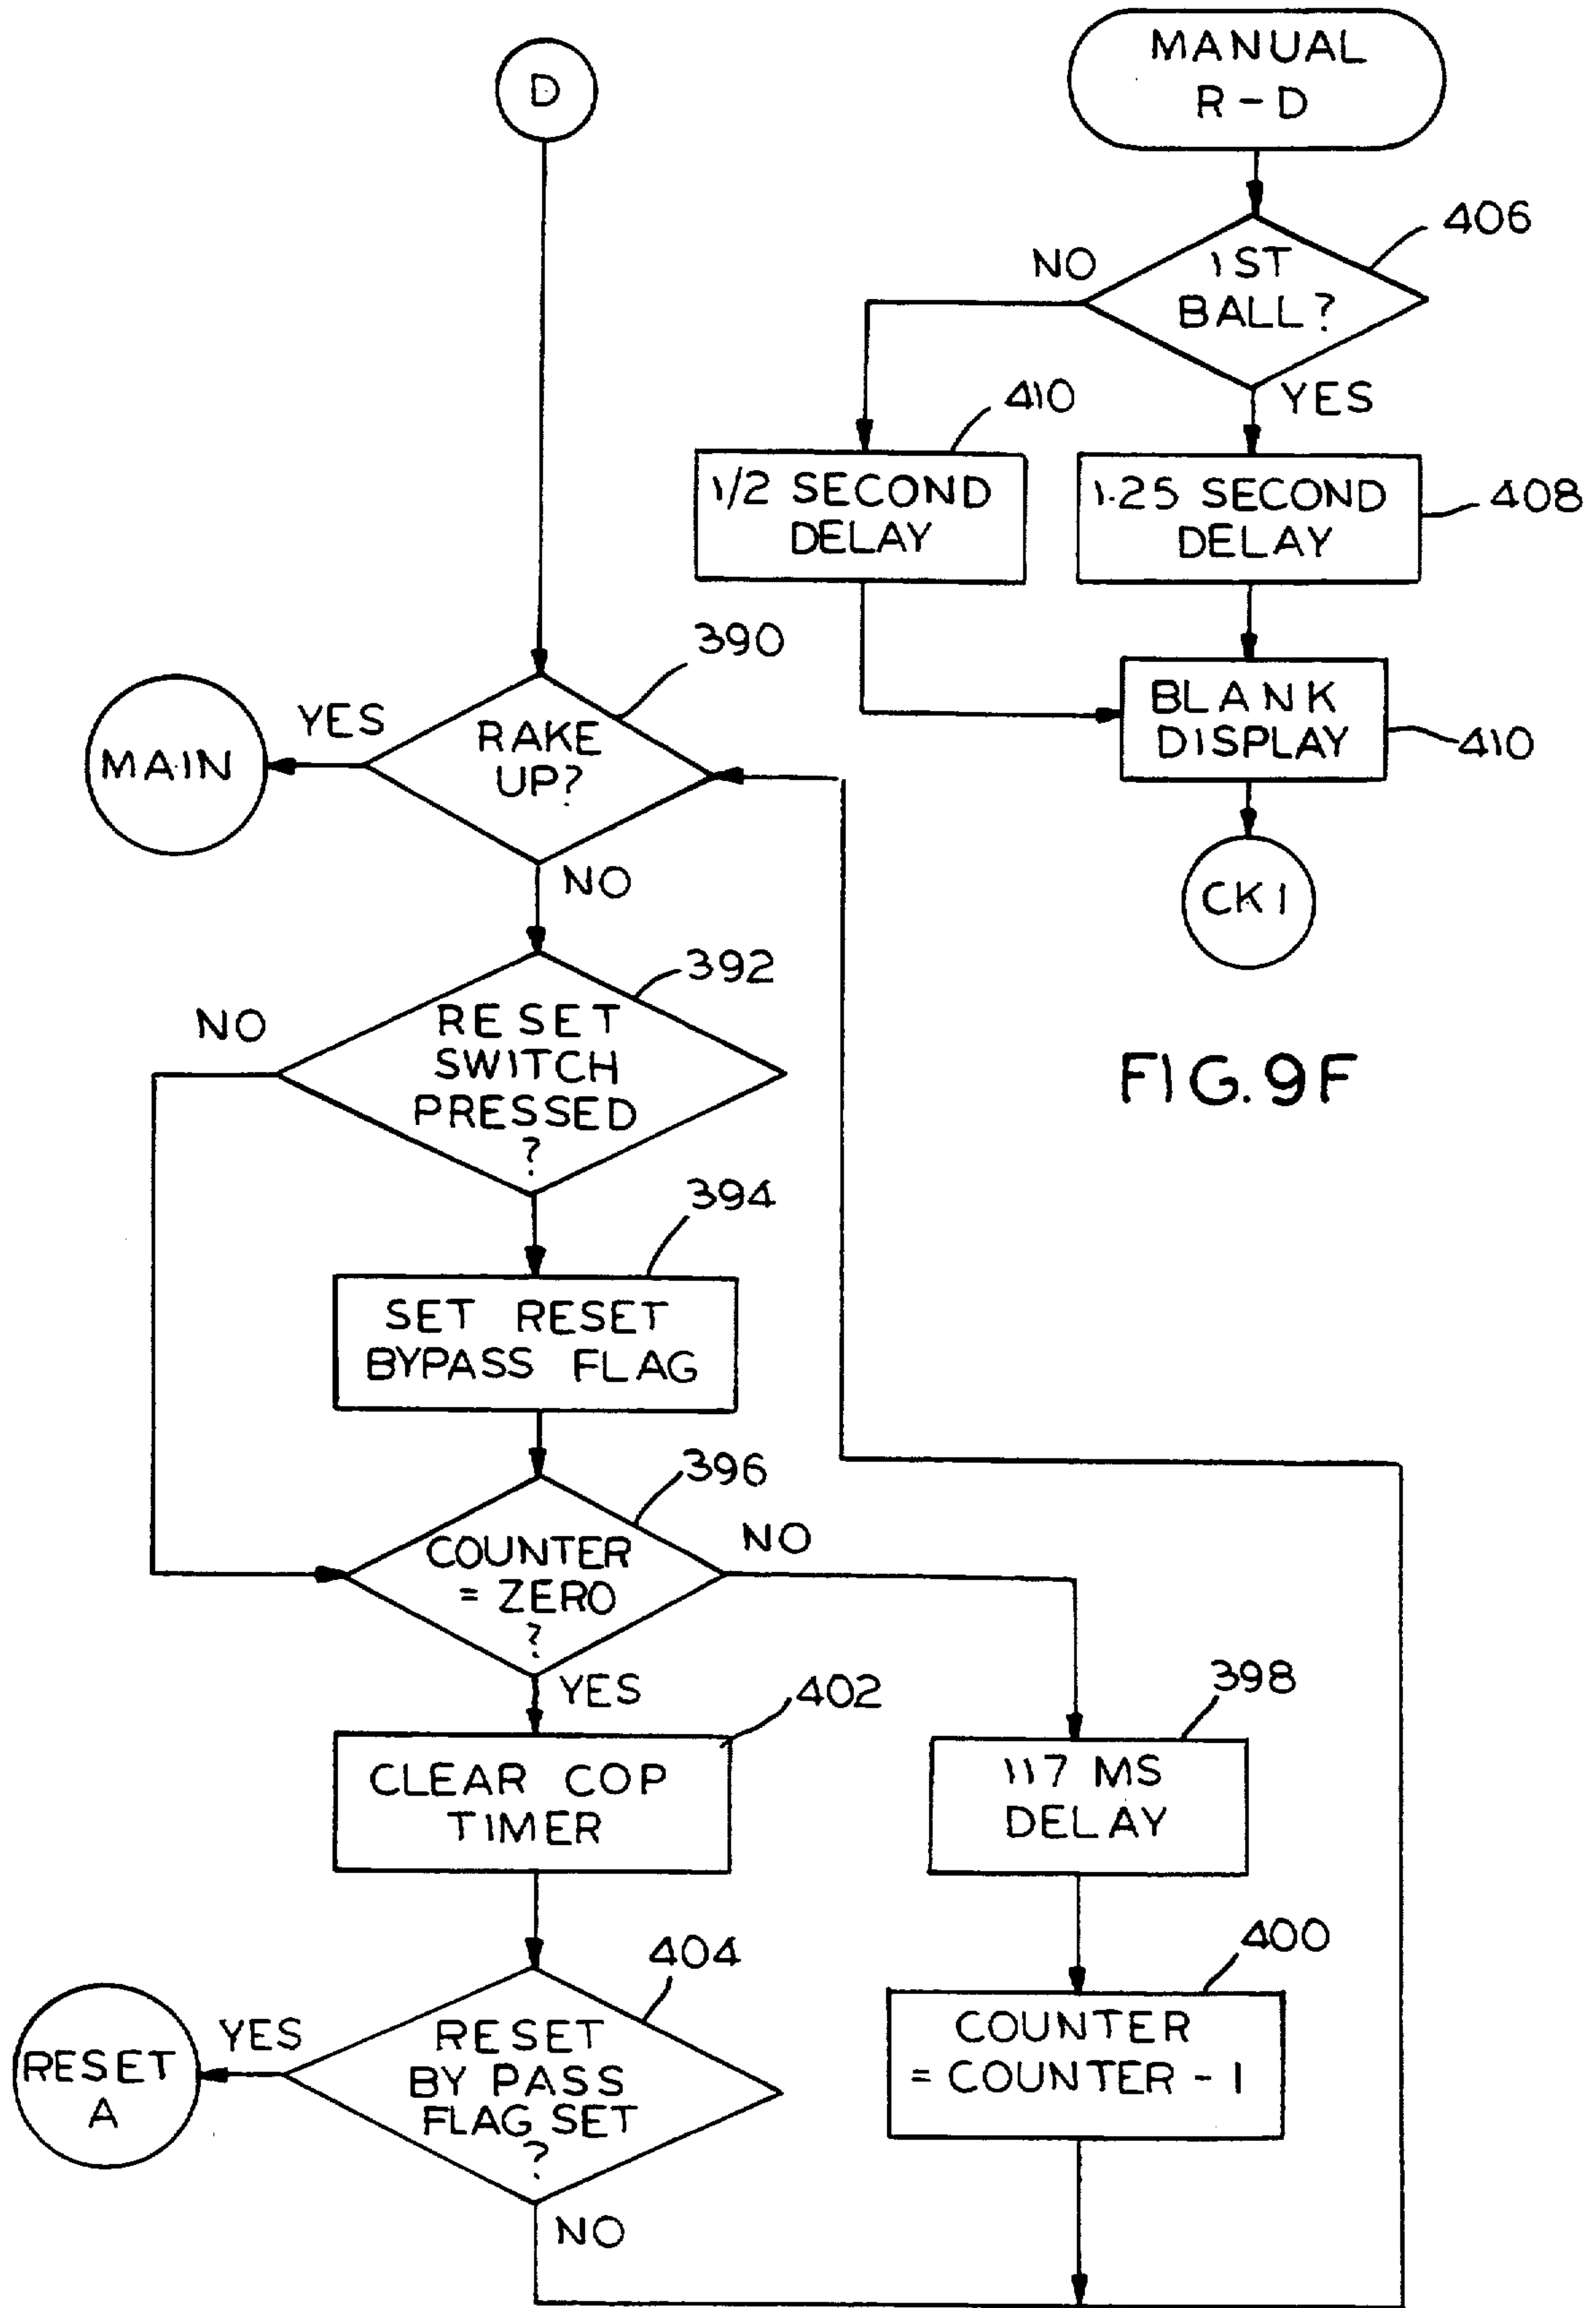 D
MANUAL
R - D
406
NO
1ST
BALL?
YES
410
1/2 SECOND
DELAY
1.25 SECOND
DELAY
408
BLANK
DISPLAY
410
CK1
390
YES
MAIN
RAKE
UP?
NO
392
NO
RESET
SWITCH
PRESSED
?
FIG. 9F
394
SET RESET
BYPASS FLAG
396
COUNTER
= ZERO
?
NO
YES
402
CLEAR COP
TIMER
398
117 MS
DELAY
400
COUNTER
= COUNTER - 1
404
YES
RESET
A
RESET
BY PASS
FLAG SET
?
NO